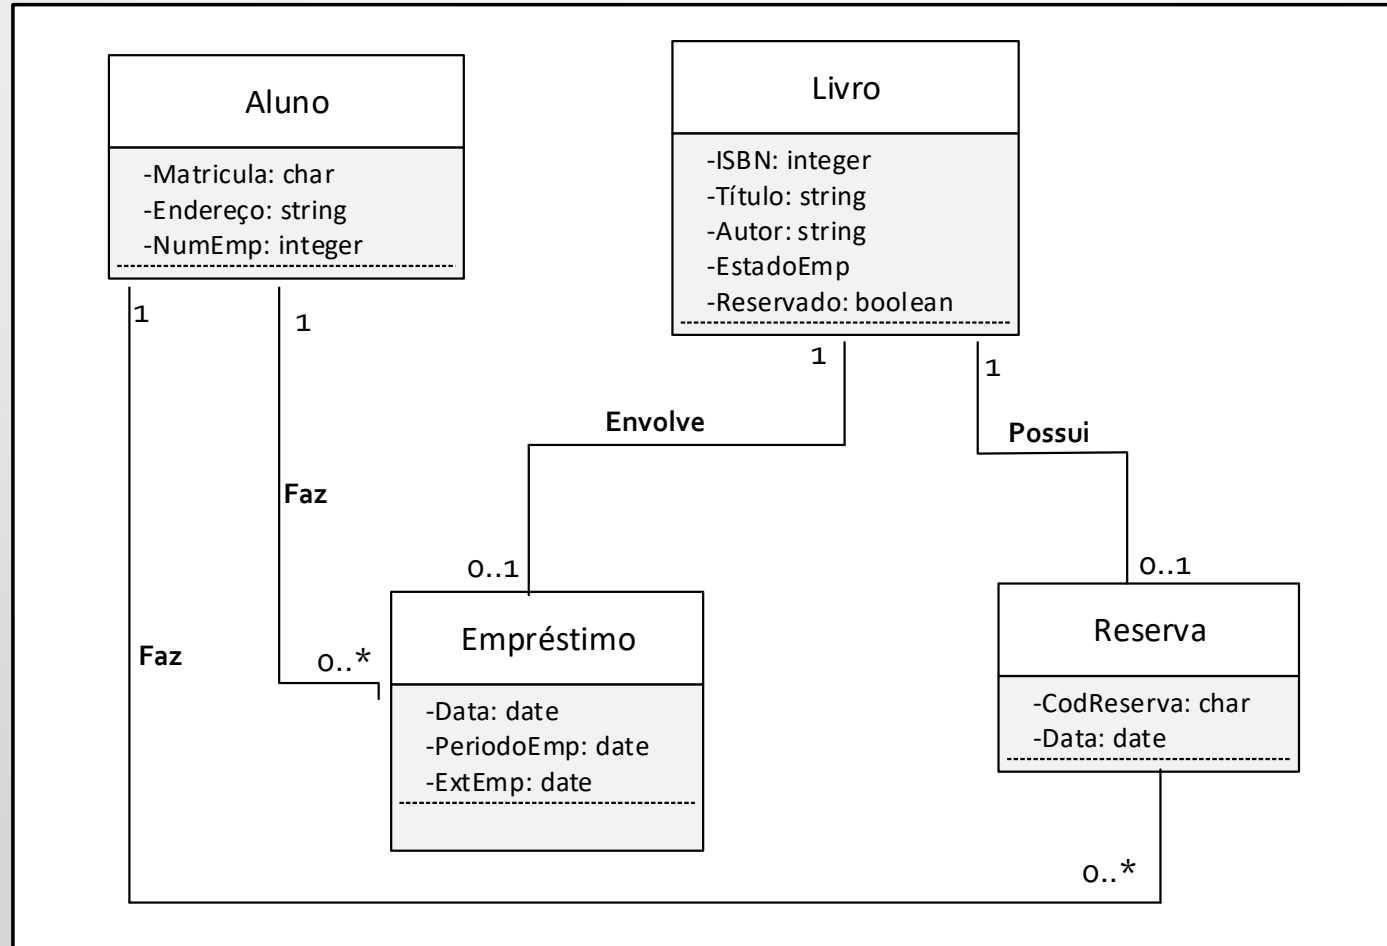 Aluno
-Matricula: char
-Endereço: string
-NumEmp: integer
Livro
-ISBN: integer
-Título: string
-Autor: string
-EstadoEmp
-Reservado: boolean
1
1
1
1
Envolve
Possui
Faz
0..1
0..1
Faz
0..*
Empréstimo
-Data: date
-PeriodoEmp: date
-ExtEmp: date
Reserva
-CodReserva: char
-Data: date
0..*